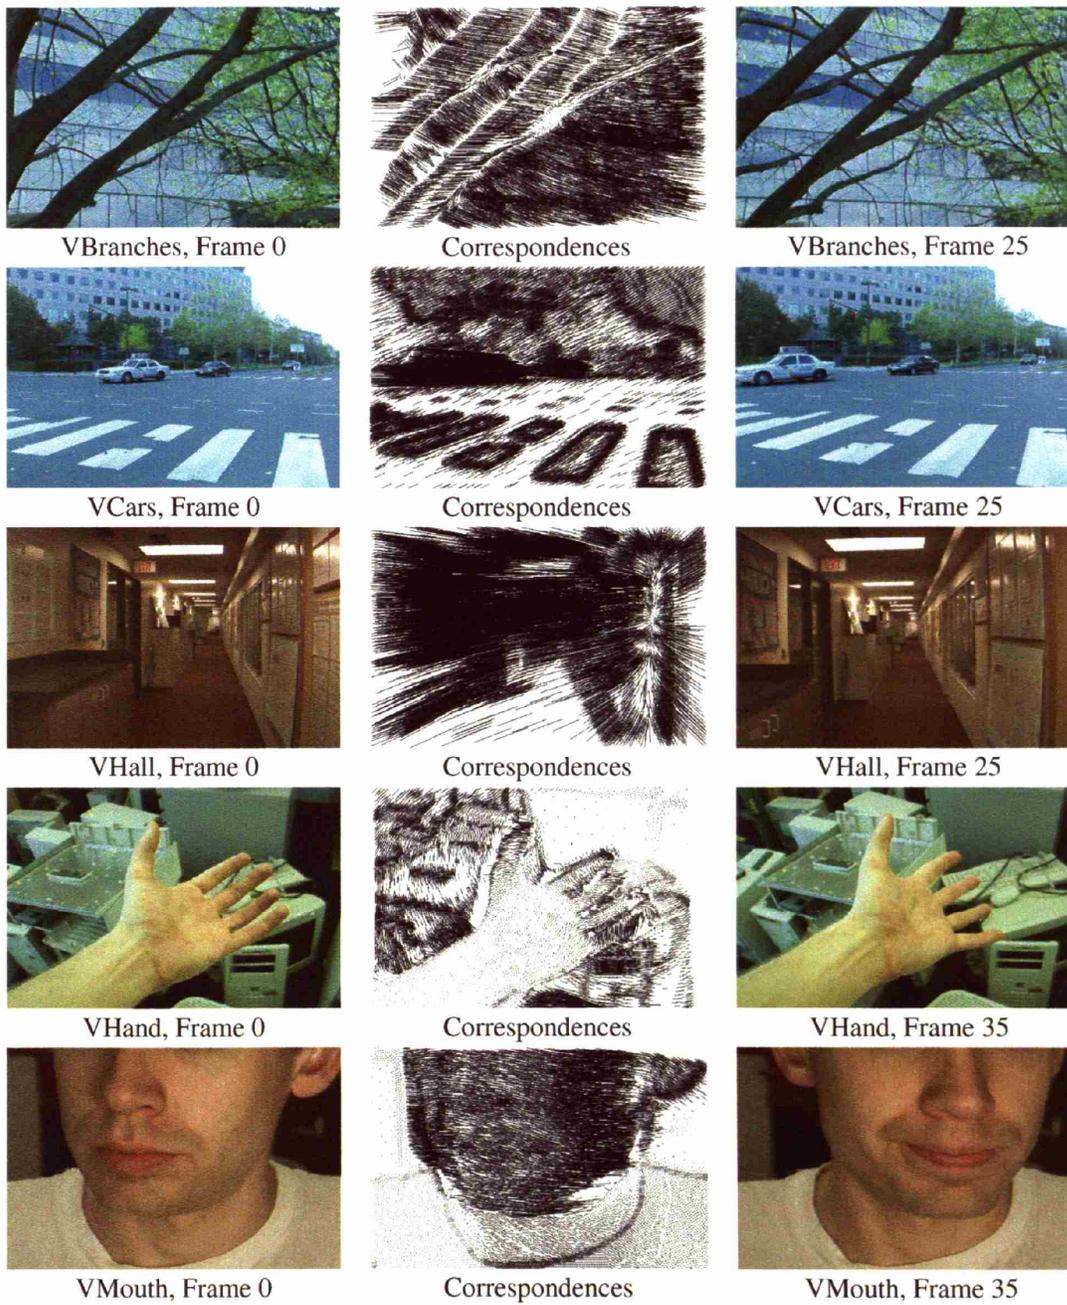 VBranches, Frame 0
Correspondences
VBranches, Frame 25
VCars, Frame 0
Correspondences
VCars, Frame 25
VHall, Frame 0
Correspondences
VHall, Frame 25
VHand, Frame 0
Correspondences
VHand, Frame 35
VMouth, Frame 0
Correspondences
VMouth, Frame 35